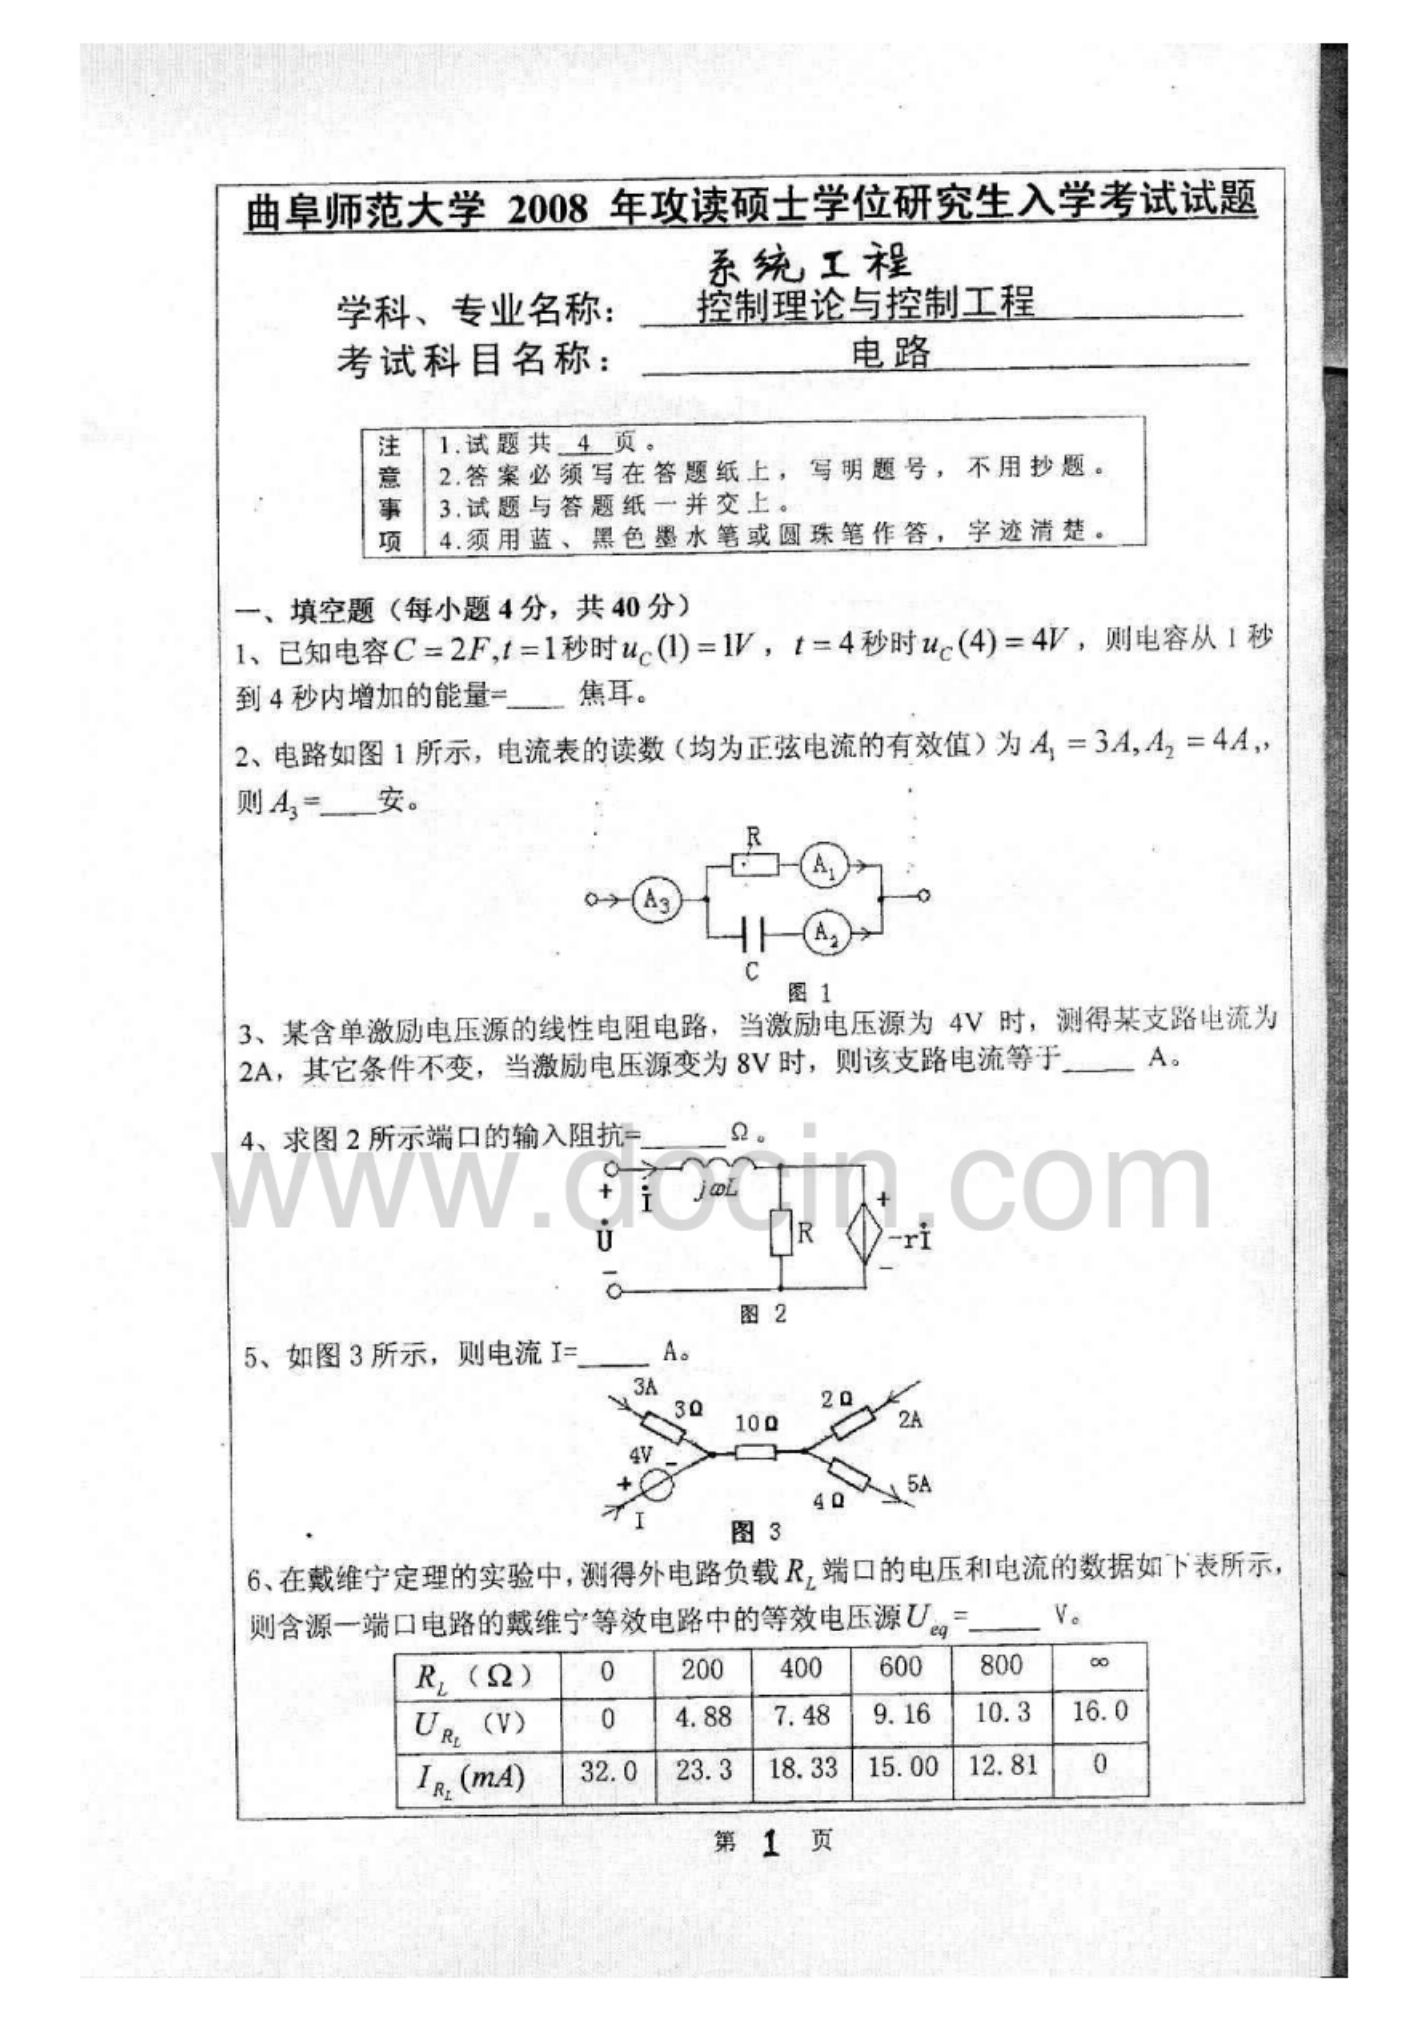 曲阜师范大学 2008 年攻读硕士学位研究生入学考试试题
系统工程
学科、专业名称： 控制理论与控制工程
考试科目名称： 电路
注意事项
1.试题共 4 页。
2.答案必须写在答题纸上，写明题号，不用抄题。
3.试题与答题纸一并交上。
4.须用蓝、黑色墨水笔或圆珠笔作答，字迹清楚。
一、填空题（每小题 4 分，共 40 分）
1、已知电容C = 2F, t = 1秒时u_C(1) = 1V，t = 4秒时u_C(4) = 4V，则电容从 1 秒
到 4 秒内增加的能量=____ 焦耳。
2、电路如图 1 所示，电流表的读数（均为正弦电流的有效值）为 A₁ = 3A, A₂ = 4A,,
则 A₃ =____安。
R
A₁
A₃
A₂
C
图 1
3、某含单激励电压源的线性电阻电路，当激励电压源为 4V 时，测得某支路电流为
2A，其它条件不变，当激励电压源变为 8V 时，则该支路电流等于_____ A。
4、求图 2 所示端口的输入阻抗=______Ω。
www.docin.com
+ İ jωL
U̇ R + -rİ
- -
图 2
5、如图 3 所示，则电流 I=_____ A。
3A 3Ω 10Ω 2Ω 2A
4V - + I 4Ω 5A
图 3
6、在戴维宁定理的实验中，测得外电路负载 R_L 端口的电压和电流的数据如下表所示，
则含源一端口电路的戴维宁等效电路中的等效电压源U_eq =_____ V。
R_L （Ω） 0 200 400 600 800 ∞
U_{R_L} （V） 0 4.88 7.48 9.16 10.3 16.0
I_{R_L} (mA) 32.0 23.3 18.33 15.00 12.81 0
第 1 页